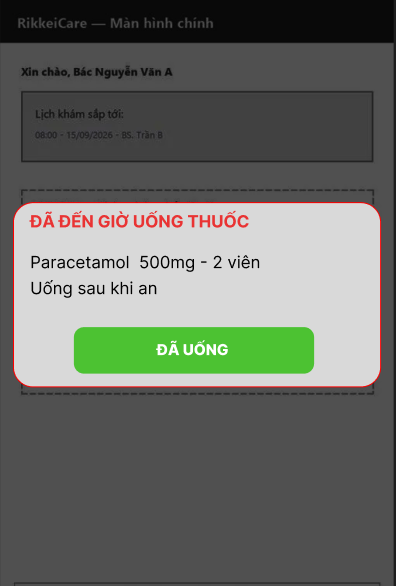 RikkeiCare — Màn hình chính
Xin chào, Bác Nguyễn Văn A
Lịch khám sắp tới:
08:00 - 15/09/2026 - BS. Trần B
ĐÃ ĐẾN GIỜ UỐNG THUỐC
Paracetamol 500mg - 2 viên
Uống sau khi an
ĐÃ UỐNG